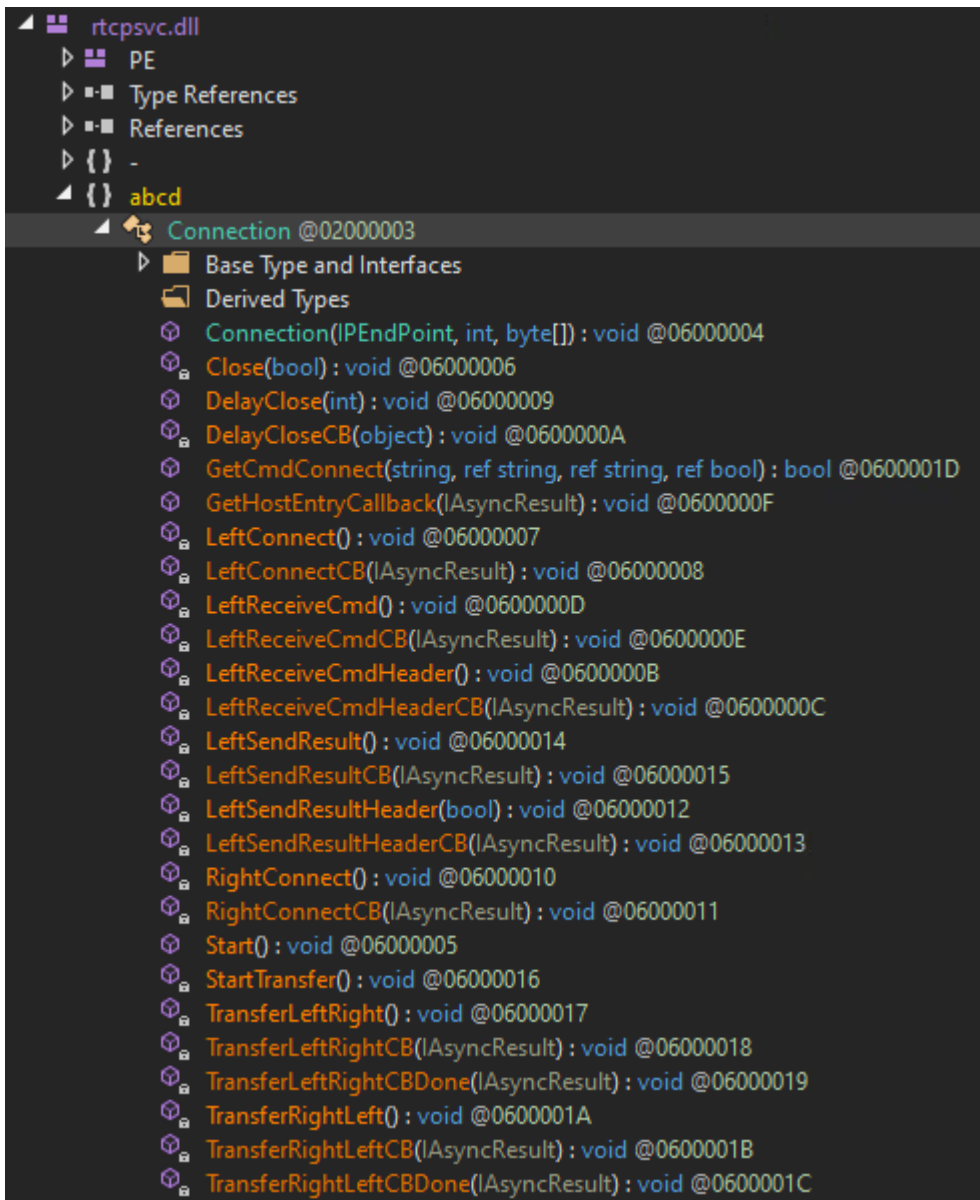 rtcpsvc.dll
PE
Type References
References
{ } -
{ } abcd
Connection @02000003
Base Type and Interfaces
Derived Types
Connection(IPEndPoint, int, byte[]) : void @06000004
Close(bool) : void @06000006
DelayClose(int) : void @06000009
DelayCloseCB(object) : void @0600000A
GetCmdConnect(string, ref string, ref string, ref bool) : bool @0600001D
GetHostEntryCallback(IAsyncResult) : void @0600000F
LeftConnect() : void @06000007
LeftConnectCB(IAsyncResult) : void @06000008
LeftReceiveCmd() : void @0600000D
LeftReceiveCmdCB(IAsyncResult) : void @0600000E
LeftReceiveCmdHeader() : void @0600000B
LeftReceiveCmdHeaderCB(IAsyncResult) : void @0600000C
LeftSendResult() : void @06000014
LeftSendResultCB(IAsyncResult) : void @06000015
LeftSendResultHeader(bool) : void @06000012
LeftSendResultHeaderCB(IAsyncResult) : void @06000013
RightConnect() : void @06000010
RightConnectCB(IAsyncResult) : void @06000011
Start() : void @06000005
StartTransfer() : void @06000016
TransferLeftRight() : void @06000017
TransferLeftRightCB(IAsyncResult) : void @06000018
TransferLeftRightCBDone(IAsyncResult) : void @06000019
TransferRightLeft() : void @0600001A
TransferRightLeftCB(IAsyncResult) : void @0600001B
TransferRightLeftCBDone(IAsyncResult) : void @0600001C